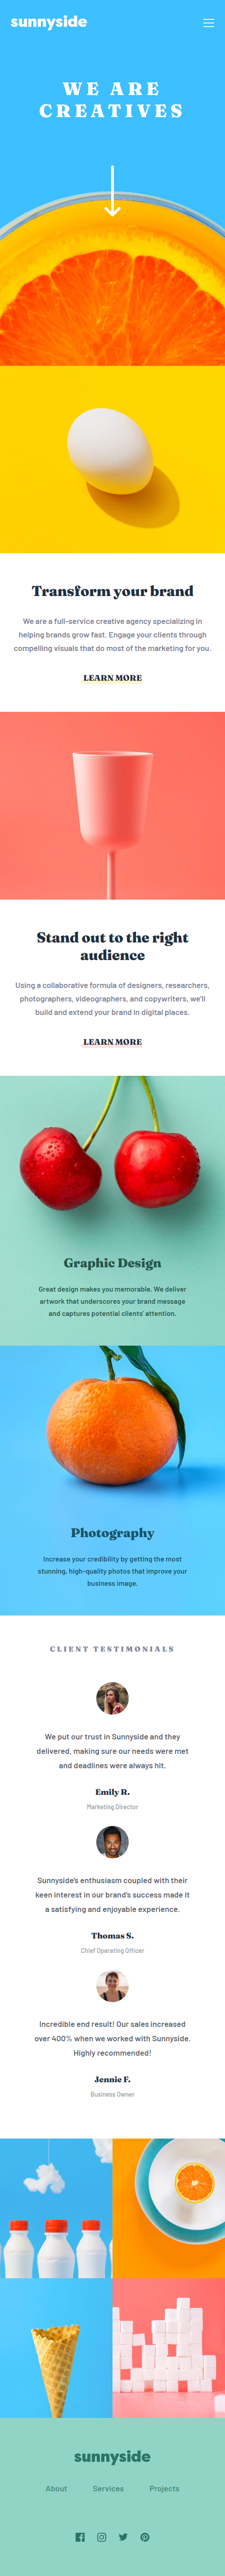 sunnyside
WE ARE
CREATIVES
Transform your brand
We are a full-service creative agency specializing in
helping brands grow fast. Engage your clients through
compelling visuals that do most of the marketing for you.
LEARN MORE
Stand out to the right
audience
Using a collaborative formula of designers, researchers,
photographers, videographers, and copywriters, we'll
build and extend your brand in digital places.
LEARN MORE
Graphic Design
Great design makes you memorable. We deliver
artwork that underscores your brand message
and captures potential clients' attention.
Photography
Increase your credibility by getting the most
stunning, high-quality photos that improve your
business image.
CLIENT TESTIMONIALS
We put our trust in Sunnyside and they
delivered, making sure our needs were met
and deadlines were always hit.
Emily R.
Marketing Director
Sunnyside's enthusiasm coupled with their
keen interest in our brand's success made it
a satisfying and enjoyable experience.
Thomas S.
Chief Operating Officer
Incredible end result! Our sales increased
over 400% when we worked with Sunnyside.
Highly recommended!
Jennie F.
Business Owner
sunnyside
About Services Projects